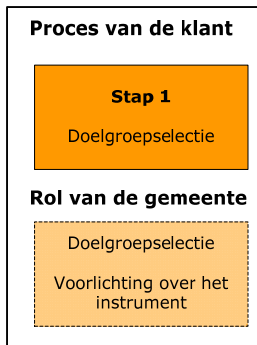 Proces van de klant
Stap 1
Doelgroepselectie
Rol van de gemeente
Doelgroepselectie
Voorlichting over het
instrument